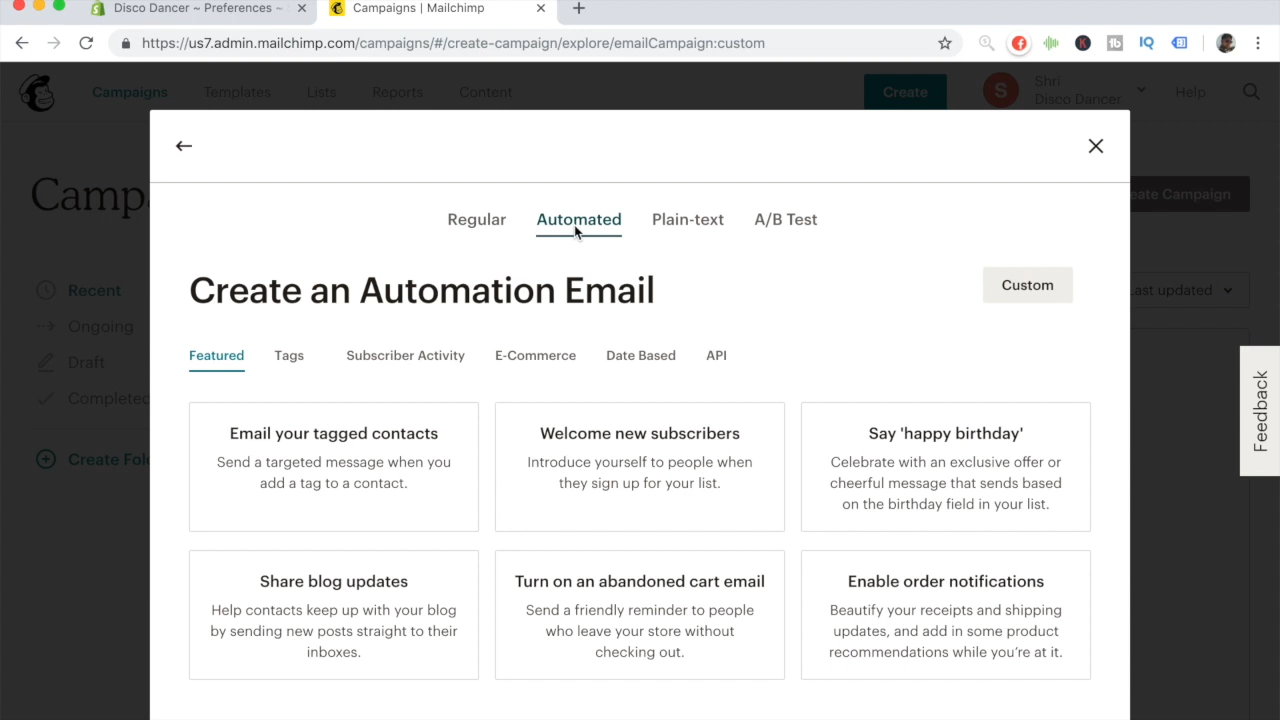 Disco Dancer ~ Preferences ~
Campaigns | Mailchimp
https://us7.admin.mailchimp.com/campaigns/#/create-campaign/explore/emailCampaign:custom
IQ
Campaigns
Templates
Lists
Reports
Content
Create
S
Shri
Disco Dancer
Help
Camp
eate Campaign
Recent
Ongoing
Draft
Completed
Create Fol
ast updated
Regular
Automated
Plain-text
A/B Test
Create an Automation Email
Custom
Featured
Tags
Subscriber Activity
E-Commerce
Date Based
API
Email your tagged contacts
Send a targeted message when you
add a tag to a contact.
Welcome new subscribers
Introduce yourself to people when
they sign up for your list.
Say 'happy birthday'
Celebrate with an exclusive offer or
cheerful message that sends based
on the birthday field in your list.
Share blog updates
Help contacts keep up with your blog
by sending new posts straight to their
inboxes.
Turn on an abandoned cart email
Send a friendly reminder to people
who leave your store without
checking out.
Enable order notifications
Beautify your receipts and shipping
updates, and add in some product
recommendations while you're at it.
Feedback